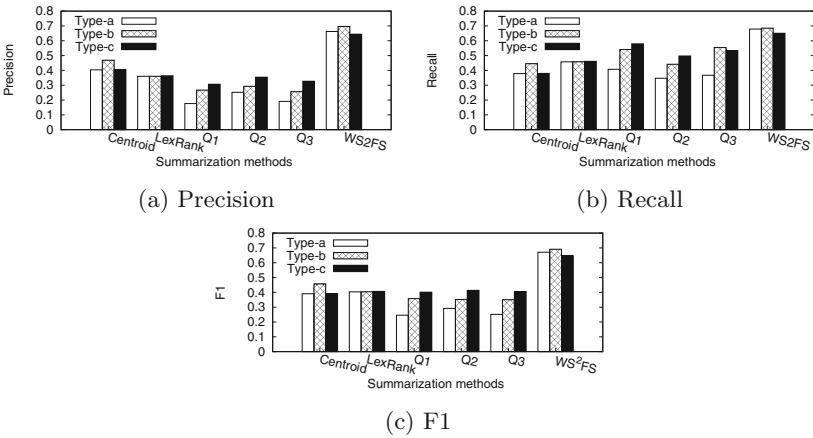 0.8
0.7
0.6
0.5
0.4
0.3
0.2
0.1
0
Precision
Type-a
Type-b
Type-c
Centroid
LexRank
Q1
Q2
Q3
WS2FS
Summarization methods
(a) Precision
0.8
0.7
0.6
0.5
0.4
0.3
0.2
0.1
0
Recall
Type-a
Type-b
Type-c
Centroid
LexRank
Q1
Q2
Q3
WS2FS
Summarization methods
(b) Recall
0.8
0.7
0.6
0.5
0.4
0.3
0.2
0.1
0
F1
Type-a
Type-b
Type-c
Centroid
LexRank
Q1
Q2
Q3
WS²FS
Summarization methods
(c) F1